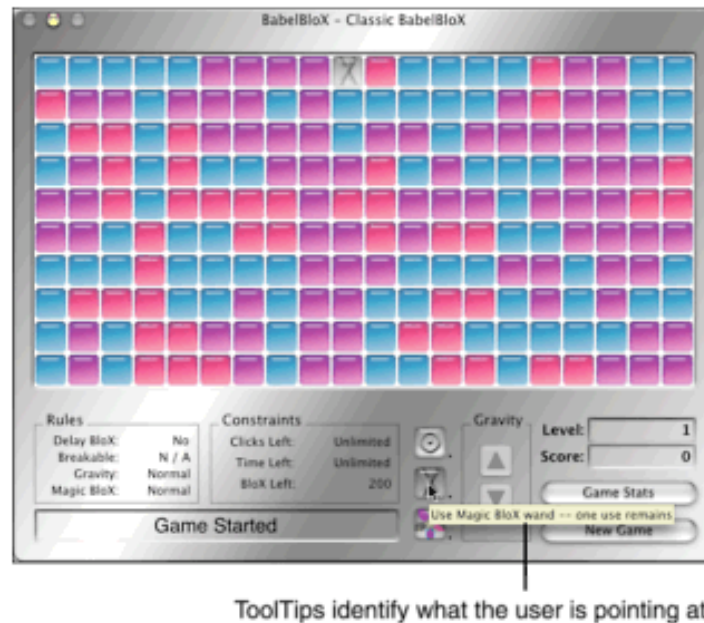 BabelBloX - Classic BabelBloX
Rules
Delay BloX: No
Breakable: N / A
Gravity: Normal
Magic BloX: Normal
Constraints
Clicks Left: Unlimited
Time Left: Unlimited
BloX Left: 200
Gravity
Level: 1
Score: 0
Game Stats
Use Magic BloX wand -- one use remains
New Game
Game Started
ToolTips identify what the user is pointing at